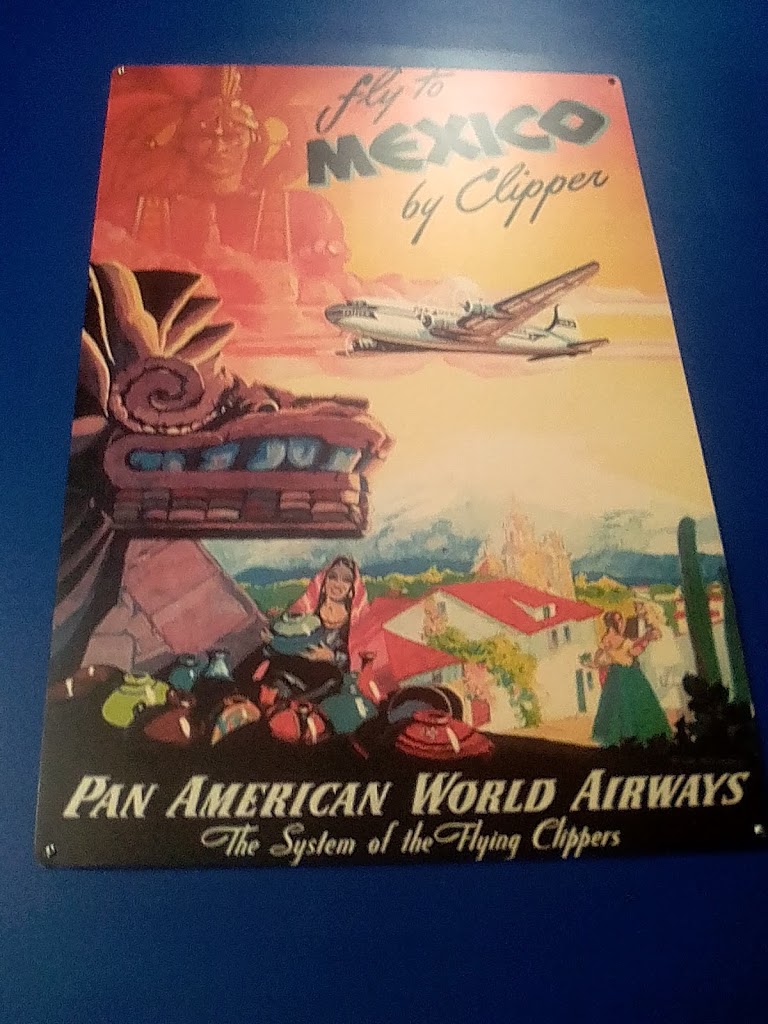 fly to
MEXICO
by Clipper
PAN AMERICAN WORLD AIRWAYS
The System of the Flying Clippers